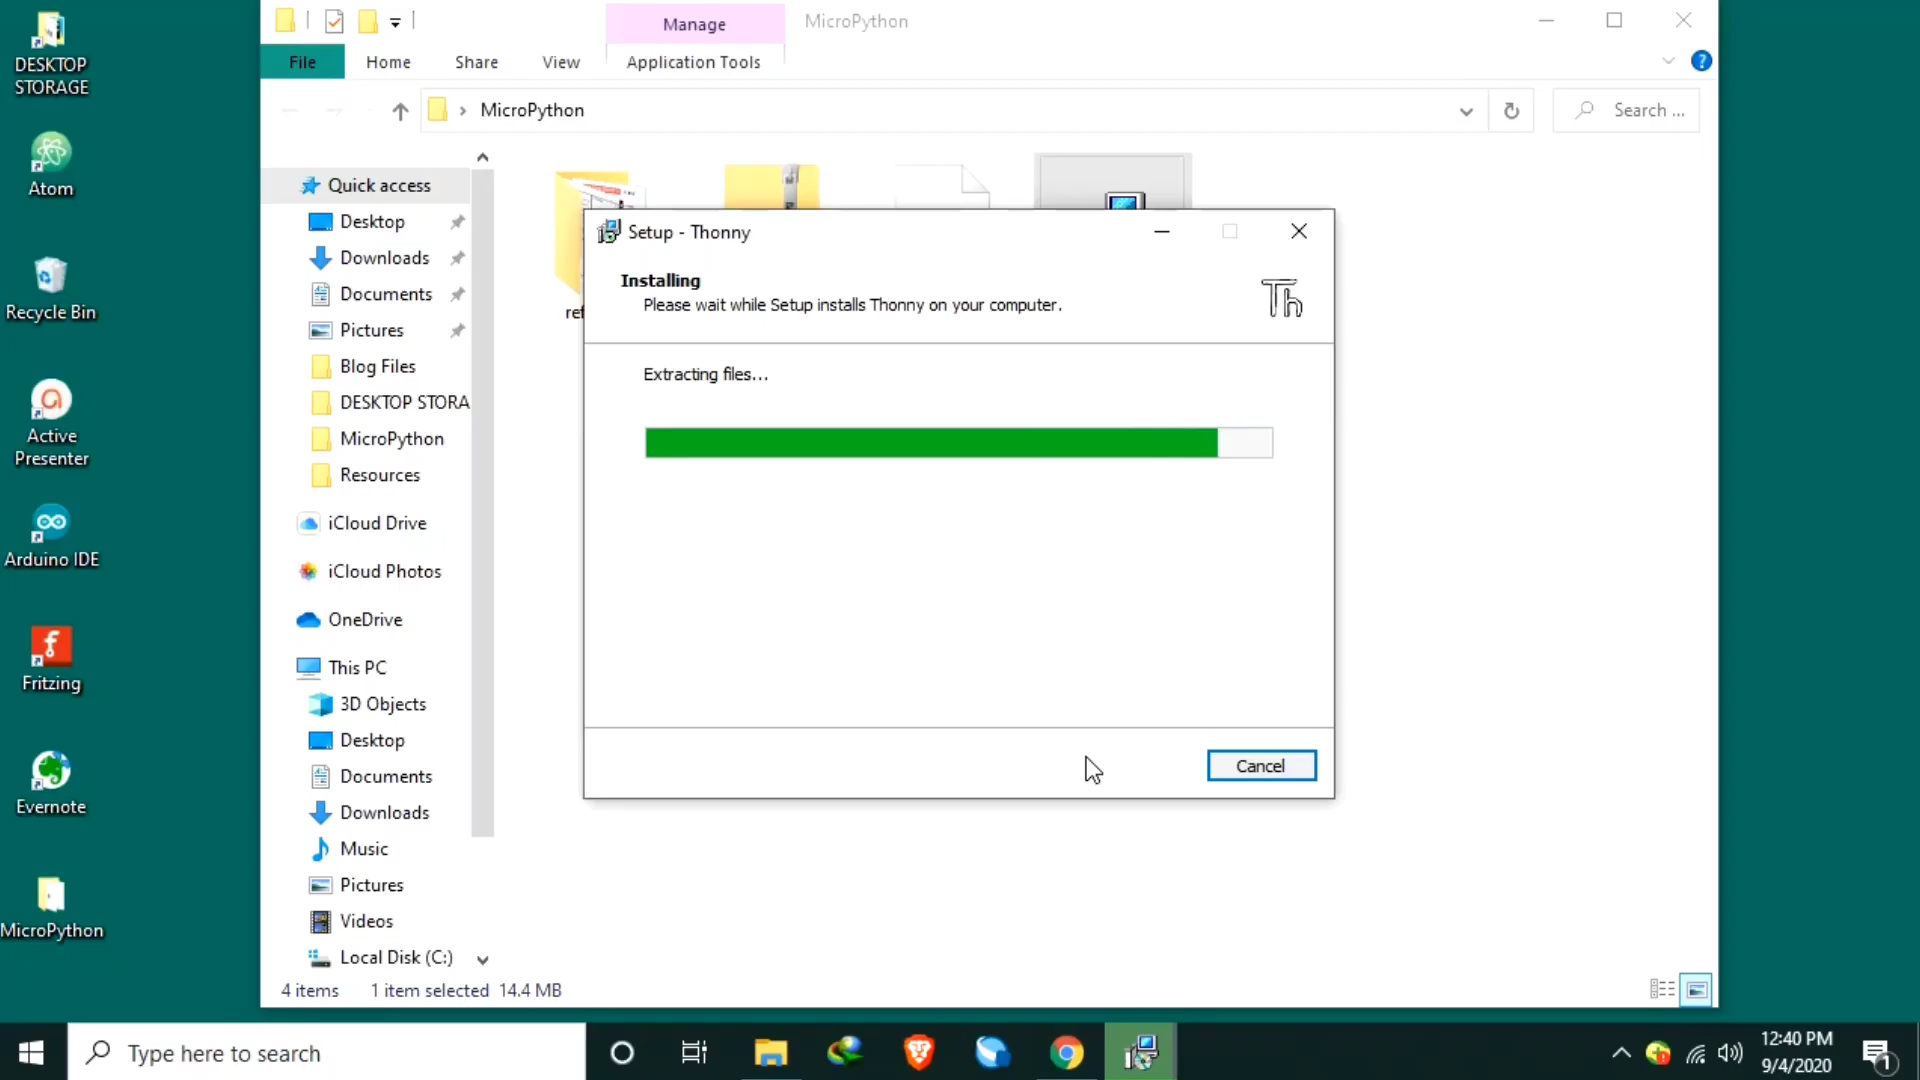 DESKTOP
STORAGE
Atom
Recycle Bin
Active
Presenter
Arduino IDE
Fritzing
Evernote
MicroPython
Manage
MicroPython
File
Home
Share
View
Application Tools
?
MicroPython
Search ...
Quick access
Desktop
Downloads
Documents
Pictures
Blog Files
DESKTOP STORA
MicroPython
Resources
iCloud Drive
iCloud Photos
OneDrive
This PC
3D Objects
Desktop
Documents
Downloads
Music
Pictures
Videos
Local Disk (C:)
ref
Setup - Thonny
Installing
Please wait while Setup installs Thonny on your computer.
Th
Extracting files...
Cancel
4 items
1 item selected 14.4 MB
Type here to search
12:40 PM
9/4/2020
1